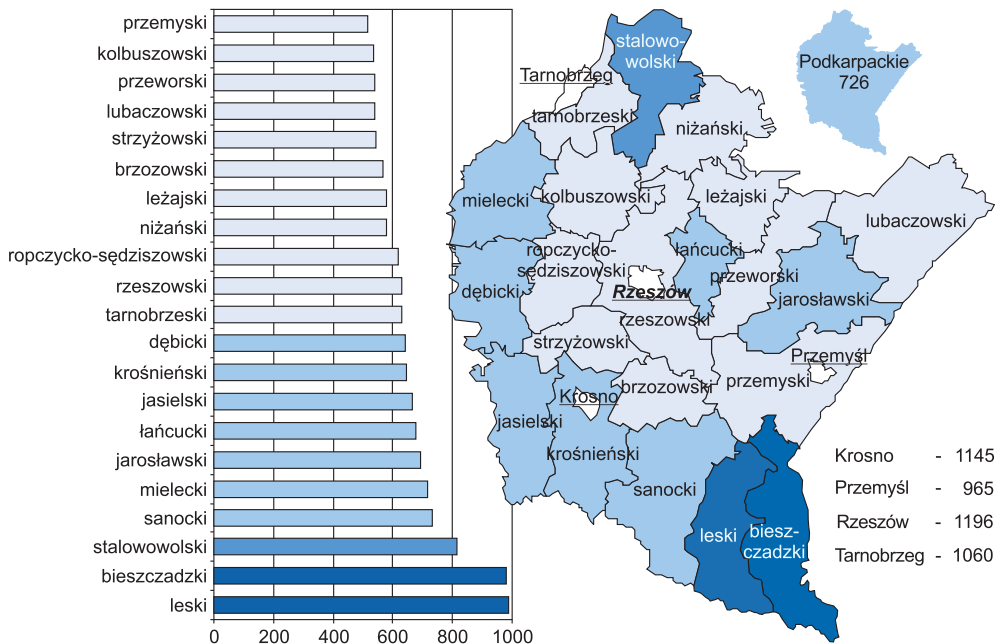 przemyski
kolbuszowski
przeworski
lubaczowski
strzyżowski
brzozowski
leżajski
niżański
ropczycko-sędziszowski
rzeszowski
tarnobrzeski
dębicki
krośnieński
jasielski
łańcucki
jarosławski
mielecki
sanocki
stalowowolski
bieszczadzki
leski
0 200 400 600 800 1000
stalowo-
wolski
Tarnobrzeg
tarnobrzeski
niżański
mielecki
kolbuszowski
leżajski
lubaczowski
ropczycko-
sędziszowski
łańcucki
przeworski
dębicki
Rzeszów
jarosławski
rzeszowski
strzyżowski
Przemyśl
przemyski
brzozowski
Krosno
jasielski
krośnieński
sanocki
leski
biesz-
czadzki
Podkarpackie
726
Krosno - 1145
Przemyśl - 965
Rzeszów - 1196
Tarnobrzeg - 1060